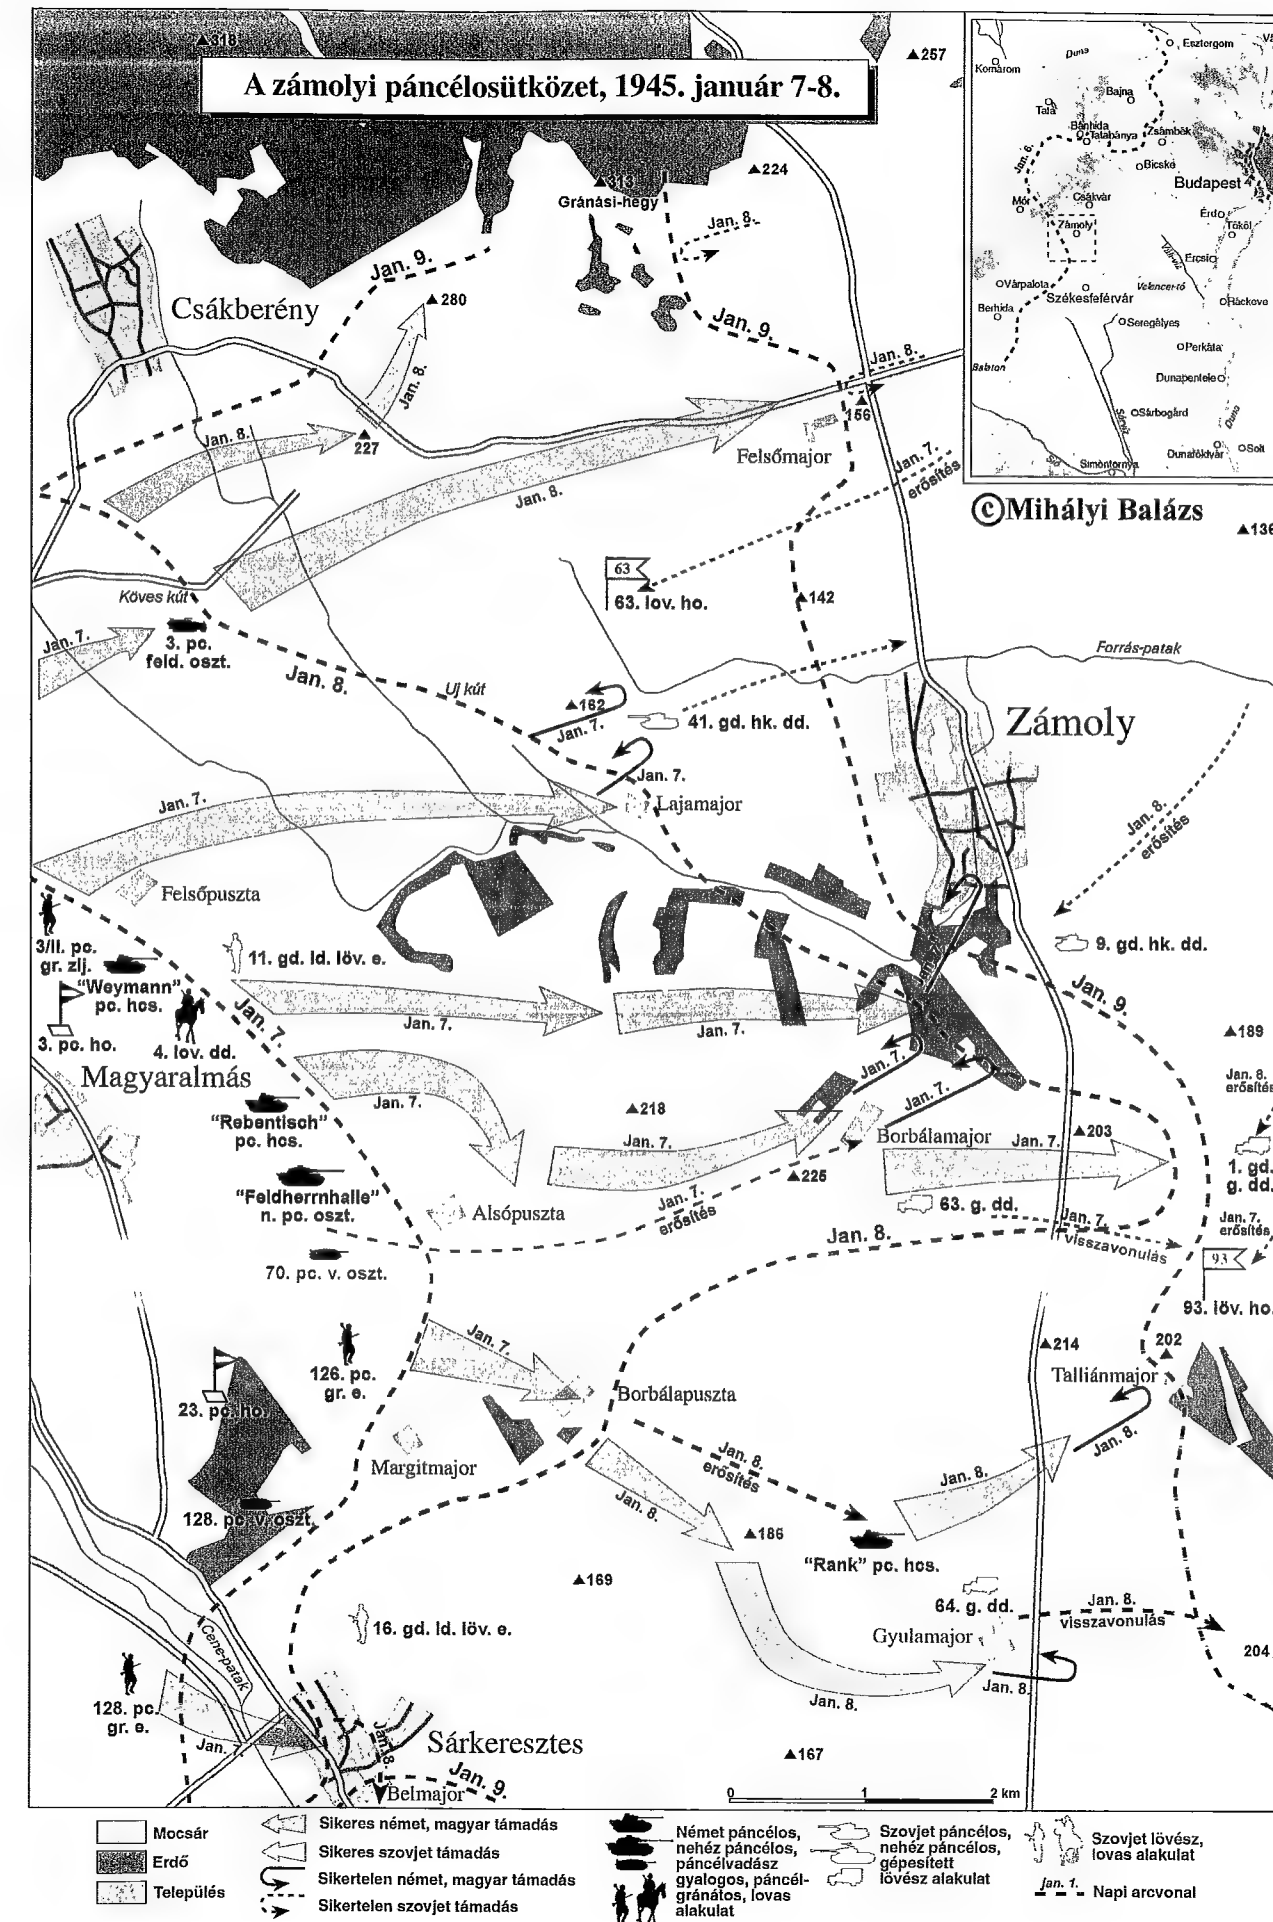 A zámolyi páncélosütközet, 1945. január 7-8.
318
257
224
313
Gránási-hegy
Jan. 8.
Jan. 9.
280
Csákberény
Jan. 9.
Jan. 8.
Jan. 8.
156
Jan. 8.
227
Felsőmajor
Jan. 8.
Jan. 7.
erősítés
Komárom
Duna
Esztergom
Bajna
Tata
Bánhida
Tatabánya
Zsámbék
Jan. 6.
Bicske
Budapest
Mór
Csákvár
Érd
Tököl
Zámoly
Ercsi
Várpalota
Velencei-tó
Székesfehérvár
Ráckeve
Berhida
Seregélyes
Perkáta
Balaton
Dunapentele
Sárbogárd
Duna
Dunaföldvár
Solt
Sió
Simontornya
©Mihályi Balázs
136
63
63. lov. ho.
142
Köves kút
Jan. 7.
3. pc.
feld. oszt.
Jan. 8.
Uj kút
162
Jan. 7.
41. gd. hk. dd.
Forrás-patak
Zámoly
Jan. 7.
Jan. 7.
Lajamajor
Jan. 8.
erősítés
Felsőpuszta
3/II. pc.
gr. zlj.
"Weymann"
pc. hcs.
11. gd. ld. löv. e.
9. gd. hk. dd.
3. pc. ho.
4. lov. dd.
Jan. 7.
Jan. 7.
Jan. 7.
Jan. 9.
189
Magyaralmás
Jan. 7.
Jan. 7.
Jan. 8.
erősítés
"Rebentisch"
pc. hcs.
218
Jan. 7.
Borbálamajor
Jan. 7.
203
"Feldherrnhalle"
n. pc. oszt.
225
1. gd.
g. dd.
Alsópuszta
Jan. 7.
erősítés
63. g. dd.
Jan. 7.
visszavonulás
Jan. 7.
erősítés
Jan. 8.
70. pc. v. oszt.
93
93. löv. ho.
Jan. 7.
126. pc.
gr. e.
214
202
Talliánmajor
23. pc. ho.
Borbálapuszta
Margitmajor
Jan. 8.
erősítés
Jan. 8.
Jan. 8.
Jan. 8.
128. pc. v. oszt.
186
"Rank" pc. hcs.
169
64. g. dd.
Jan. 8.
visszavonulás
16. gd. ld. löv. e.
Cene-patak
Gyulamajor
204
128. pc.
gr. e.
Jan. 8.
Jan. 8.
Jan. 7.
Sárkeresztes
Jan. 8.
167
Jan. 9.
Belmajor
0 1 2 km
Mocsár
Erdő
Település
Sikeres német, magyar támadás
Sikeres szovjet támadás
Sikertelen német, magyar támadás
Sikertelen szovjet támadás
Német páncélos,
nehéz páncélos,
páncélvadász
gyalogos, páncél-
gránátos, lovas
alakulat
Szovjet páncélos,
nehéz páncélos,
gépesített
lövész alakulat
Szovjet lövész,
lovas alakulat
jan. 1.
Napi arcvonal